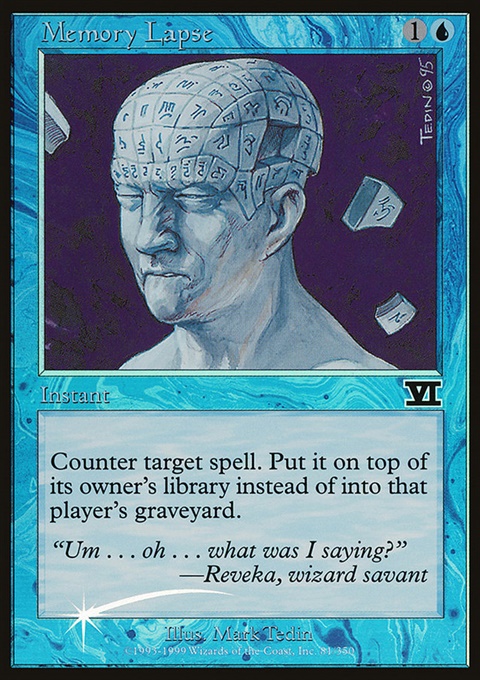 Memory Lapse 1
TEDIN ©95
Instant VI
Counter target spell. Put it on top of
its owner's library instead of into that
player's graveyard.
“Um . . . oh . . . what was I saying?”
—Reveka, wizard savant
Illus. Mark Tedin
©1993-1999 Wizards of the Coast, Inc. 81/350